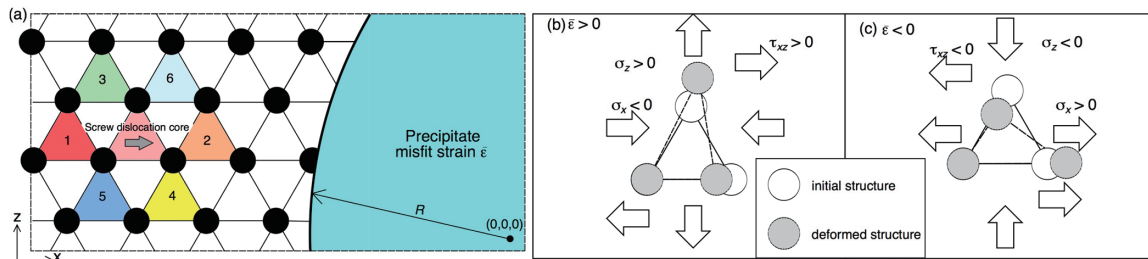 (a)
3
6
Screw dislocation core
1
2
5
4
Precipitate
misfit strain ε̄
R
(0,0,0)
z
x
(b) ε̄ > 0
τxz > 0
σz > 0
σx < 0
(c) ε̄ < 0
τxz < 0
σz < 0
σx > 0
initial structure
deformed structure